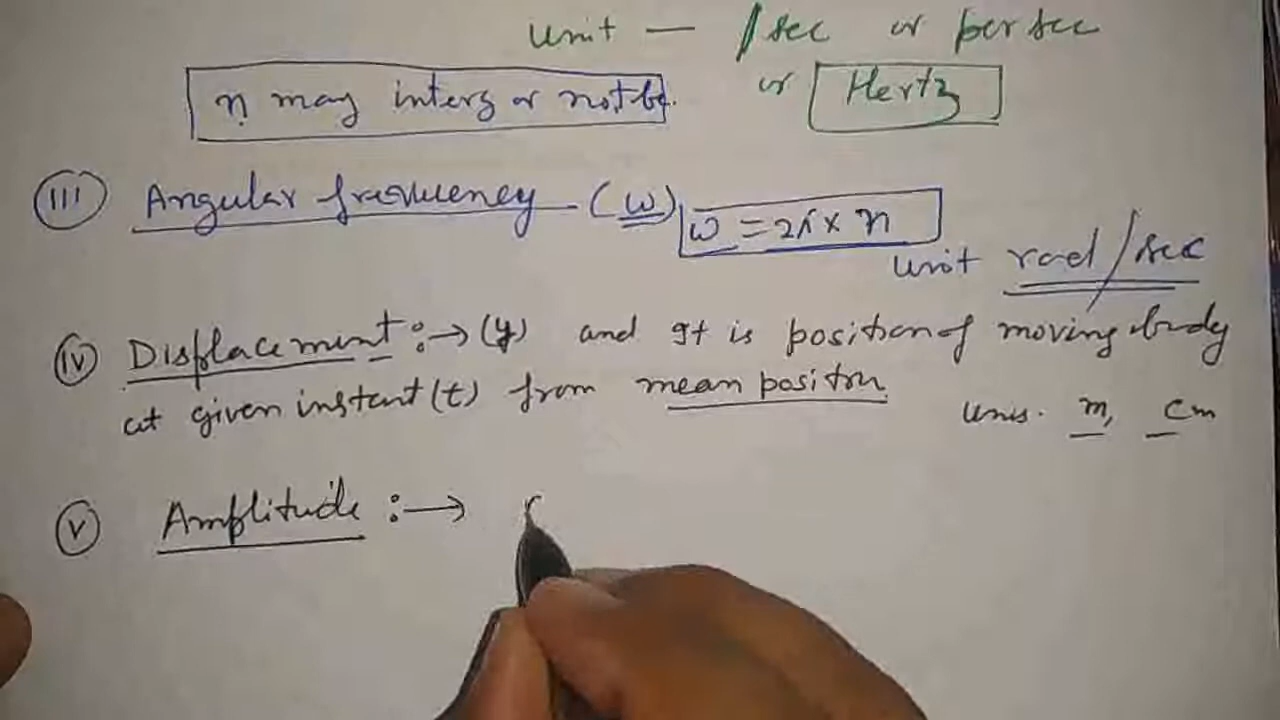 unit — /sec or per sec
n may interg or not be. or Hertz
III Angular frequency - (ω) ω = 2π × n
unit rad/sec
iv Displacement :→ (y) and It is position of moving body
at given instant (t) from mean position
unis. m, cm
v Amplitude :→